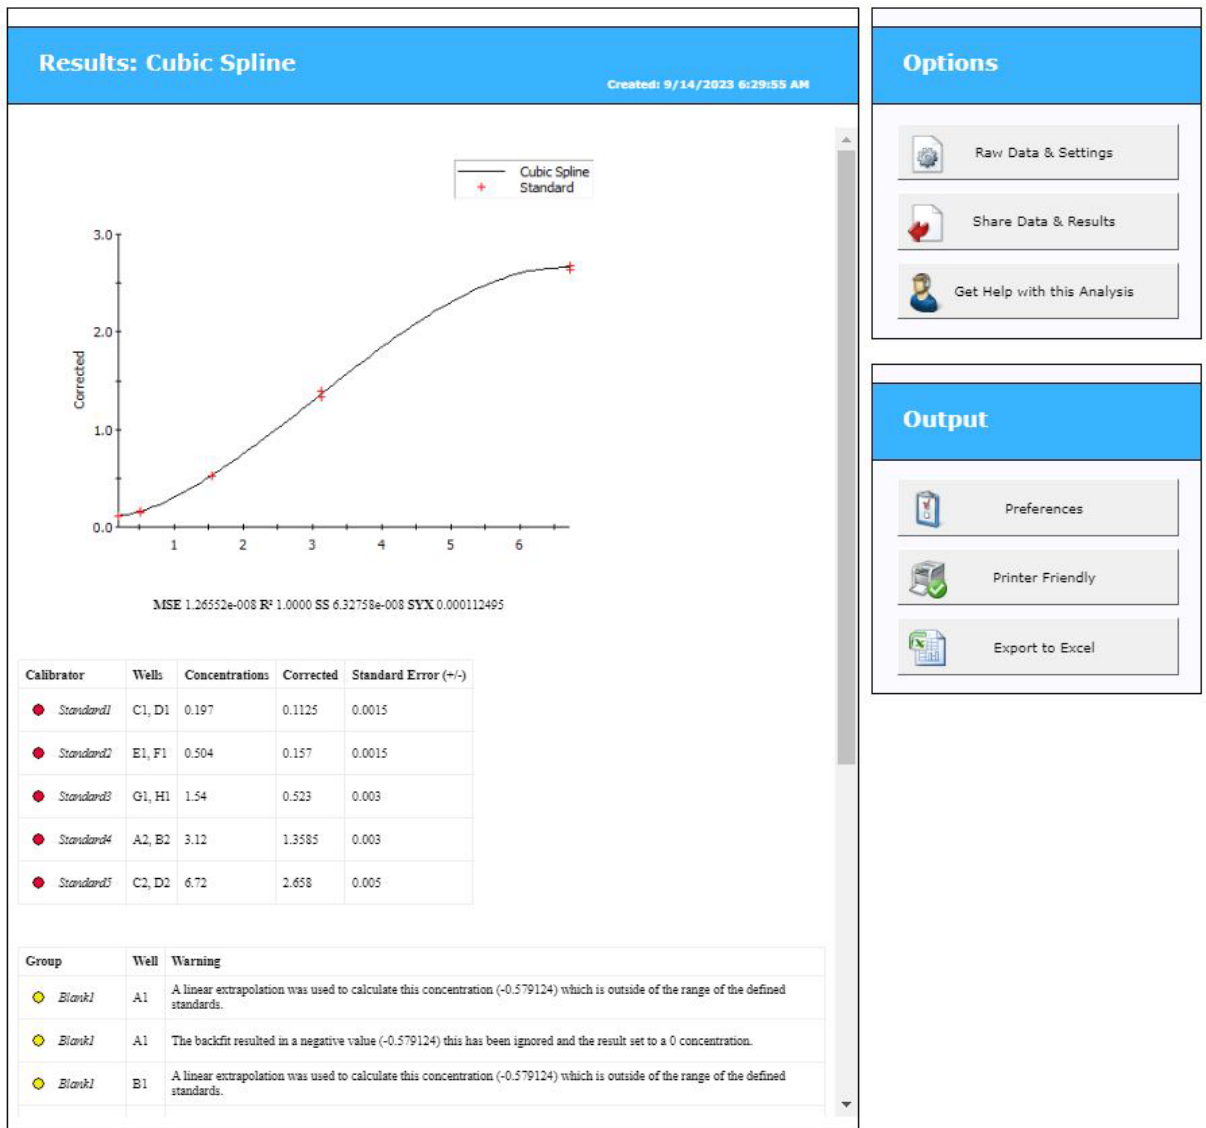 Results: Cubic Spline
Created: 9/14/2023 6:29:55 AM
Cubic Spline
Standard
3.0
2.0
1.0
0.0
Corrected
1 2 3 4 5 6
MSE 1.26552e-008 R² 1.0000 SS 6.32758e-008 SYX 0.000112495
Calibrator Wells Concentrations Corrected Standard Error (+/-)
Standard1 C1, D1 0.197 0.1125 0.0015
Standard2 E1, F1 0.504 0.157 0.0015
Standard3 G1, H1 1.54 0.523 0.003
Standard4 A2, B2 3.12 1.3585 0.003
Standard5 C2, D2 6.72 2.658 0.005
Group Well Warning
Blank1 A1 A linear extrapolation was used to calculate this concentration (-0.579124) which is outside of the range of the defined
standards.
Blank1 A1 The backfit resulted in a negative value (-0.579124) this has been ignored and the result set to a 0 concentration.
Blank1 B1 A linear extrapolation was used to calculate this concentration (-0.579124) which is outside of the range of the defined
standards.
Options
Raw Data & Settings
Share Data & Results
Get Help with this Analysis
Output
Preferences
Printer Friendly
Export to Excel